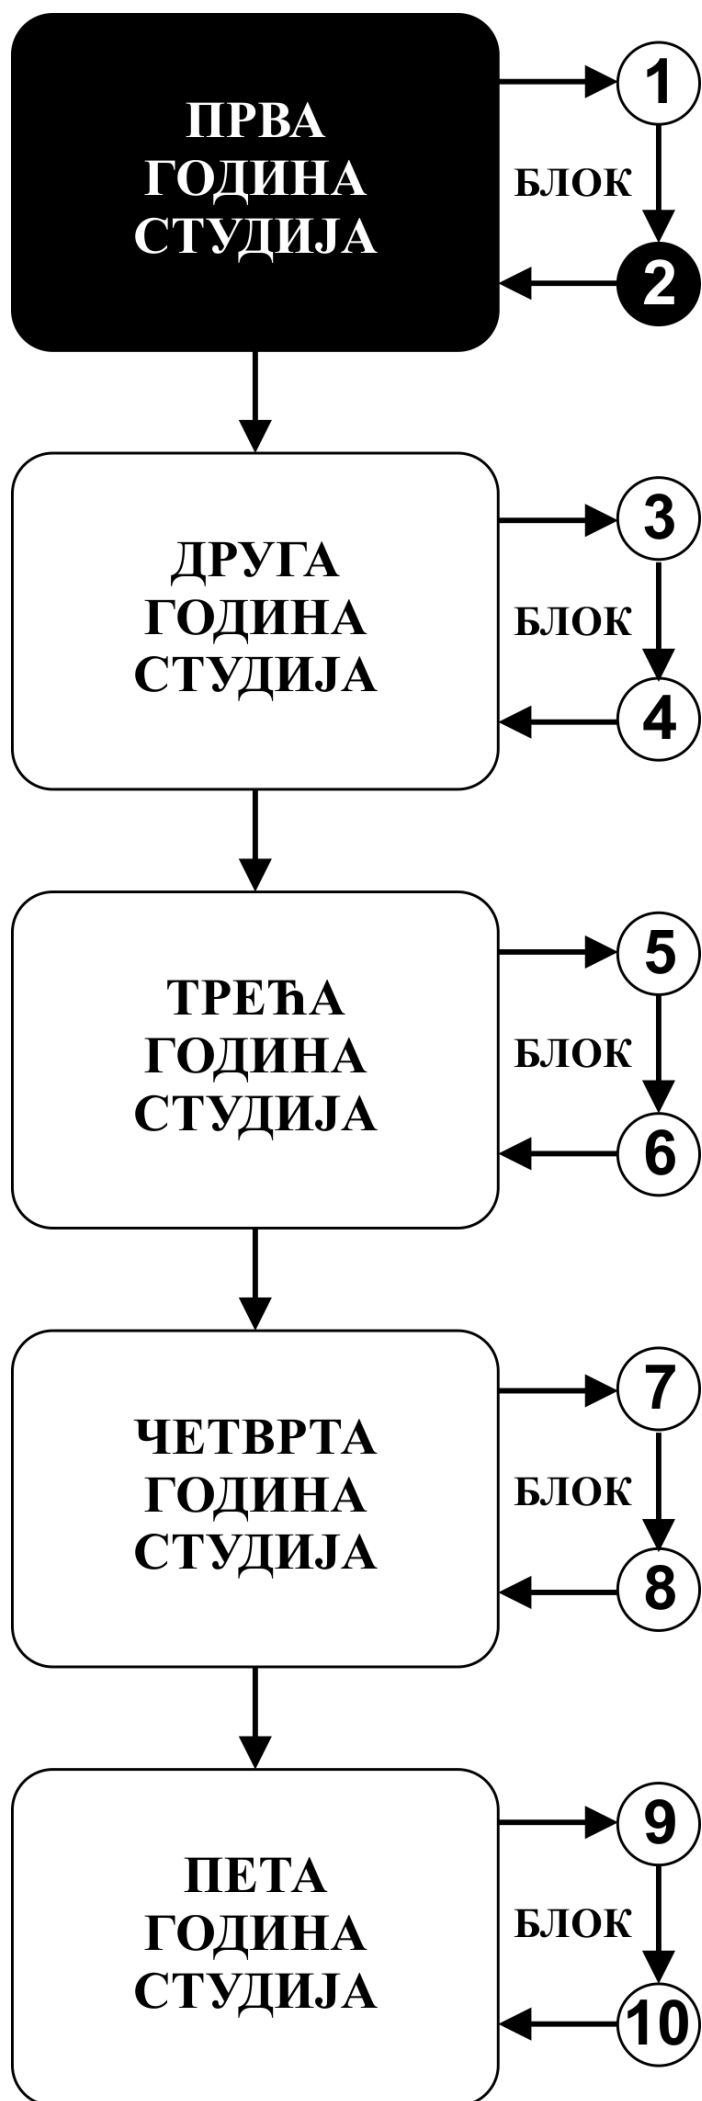 ПРВА
ГОДИНА
СТУДИЈА
1
БЛОК
2
ДРУГА
ГОДИНА
СТУДИЈА
3
БЛОК
4
ТРЕЋА
ГОДИНА
СТУДИЈА
5
БЛОК
6
ЧЕТВРТА
ГОДИНА
СТУДИЈА
7
БЛОК
8
ПЕТА
ГОДИНА
СТУДИЈА
9
БЛОК
10